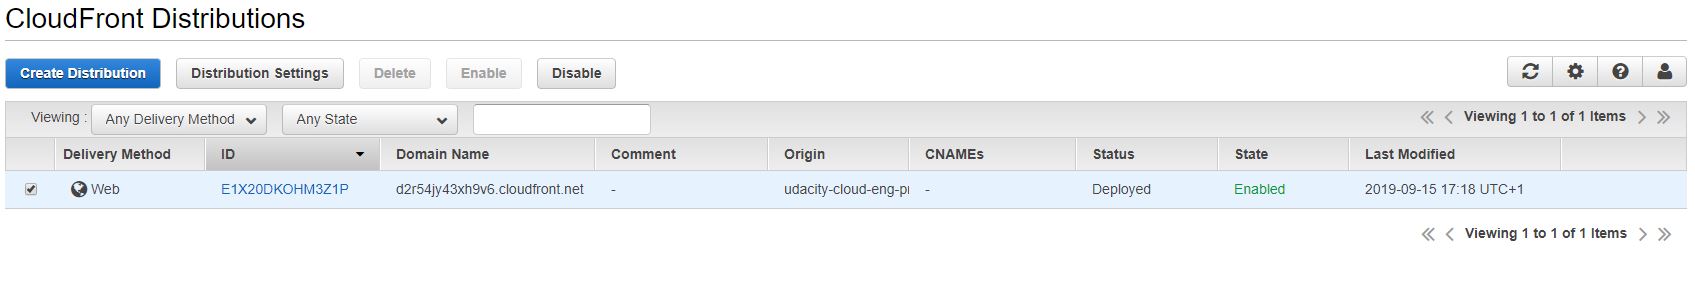 CloudFront Distributions
Create Distribution Distribution Settings Delete Enable Disable
Viewing : Any Delivery Method Any State Viewing 1 to 1 of 1 Items
Delivery Method ID Domain Name Comment Origin CNAMEs Status State Last Modified
Web E1X20DKOHM3Z1P d2r54jy43xh9v6.cloudfront.net - udacity-cloud-eng-pr - Deployed Enabled 2019-09-15 17:18 UTC+1
Viewing 1 to 1 of 1 Items